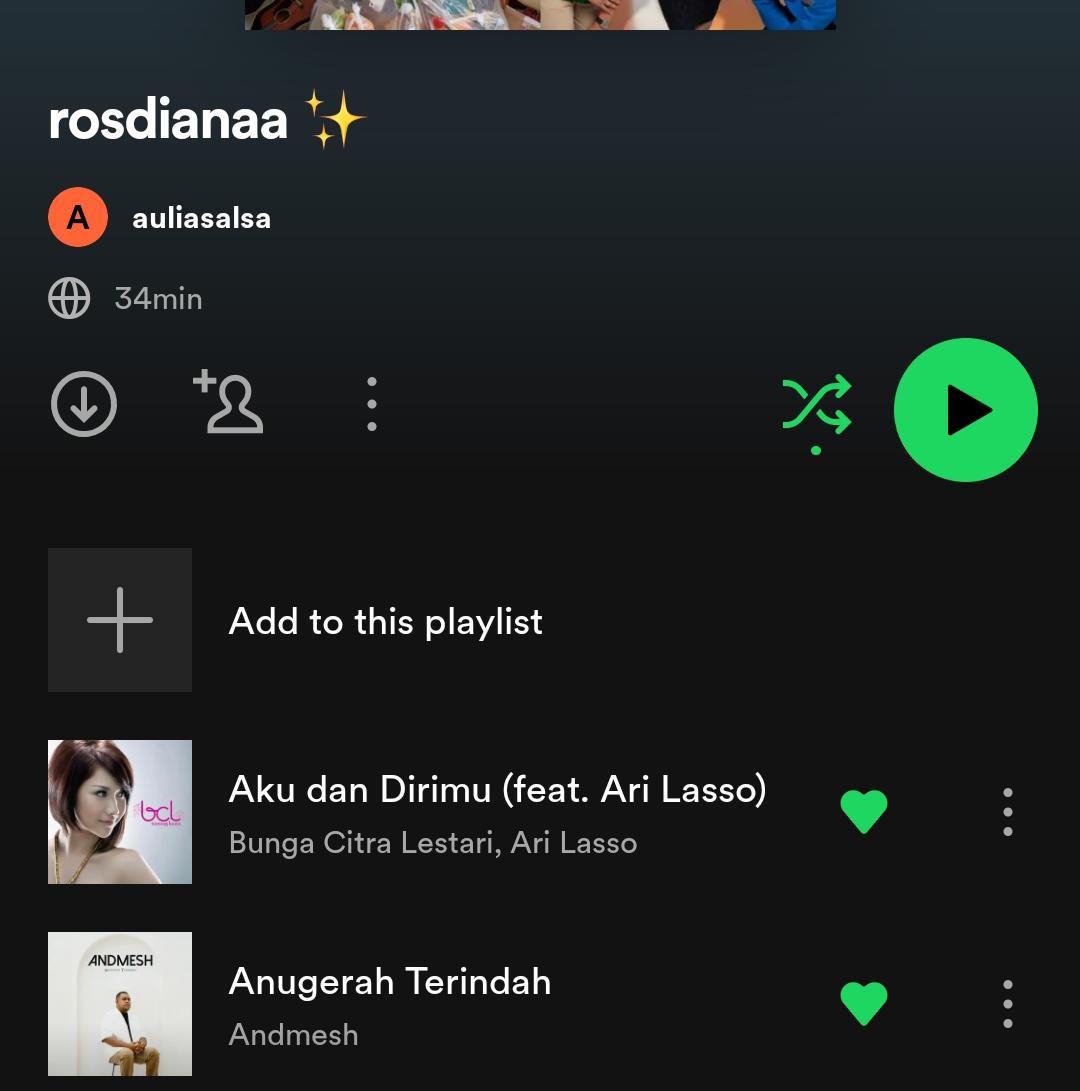 rosdianaa ✨
A auliasalsa
34min
Add to this playlist
bcl
Aku dan Dirimu (feat. Ari Lasso)
Bunga Citra Lestari, Ari Lasso
ANDMESH
Anugerah Terindah
Andmesh